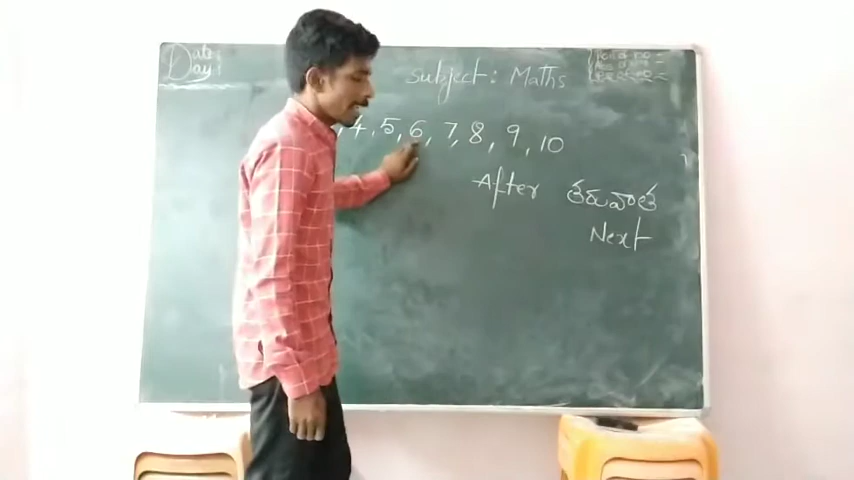 Date:
Day:
Subject: Maths
4, 5, 6, 7, 8, 9, 10
After తరువాత
Next